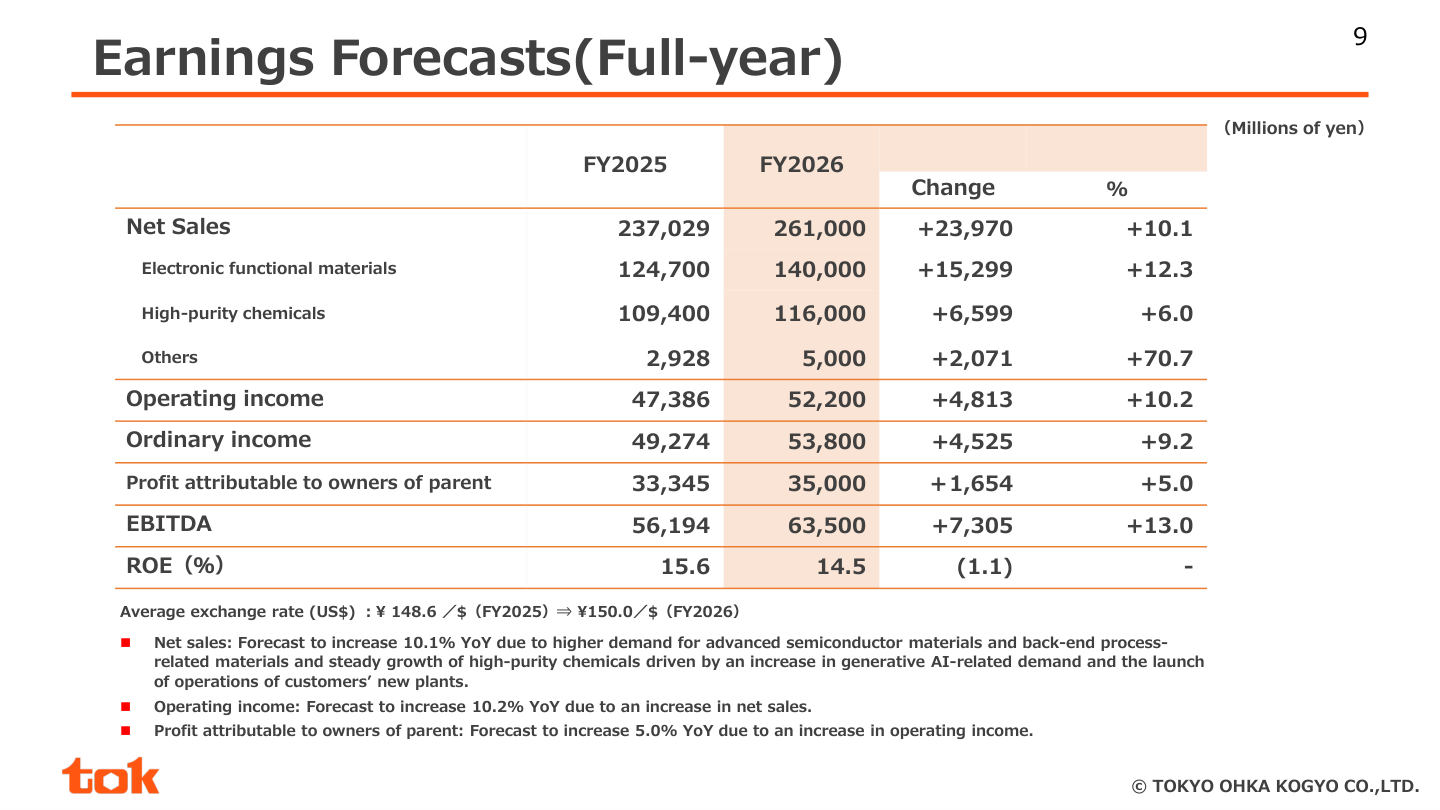 Earnings Forecasts(Full-year)
9
（Millions of yen）
FY2025 FY2026
Change %
Net Sales 237,029 261,000 +23,970 +10.1
Electronic functional materials 124,700 140,000 +15,299 +12.3
High-purity chemicals 109,400 116,000 +6,599 +6.0
Others 2,928 5,000 +2,071 +70.7
Operating income 47,386 52,200 +4,813 +10.2
Ordinary income 49,274 53,800 +4,525 +9.2
Profit attributable to owners of parent 33,345 35,000 +1,654 +5.0
EBITDA 56,194 63,500 +7,305 +13.0
ROE（%） 15.6 14.5 (1.1) -
Average exchange rate (US$) : ¥ 148.6 ／$（FY2025）⇒ ¥150.0／$（FY2026）
■ Net sales: Forecast to increase 10.1% YoY due to higher demand for advanced semiconductor materials and back-end process-
related materials and steady growth of high-purity chemicals driven by an increase in generative AI-related demand and the launch
of operations of customers’ new plants.
■ Operating income: Forecast to increase 10.2% YoY due to an increase in net sales.
■ Profit attributable to owners of parent: Forecast to increase 5.0% YoY due to an increase in operating income.
tok
© TOKYO OHKA KOGYO CO.,LTD.